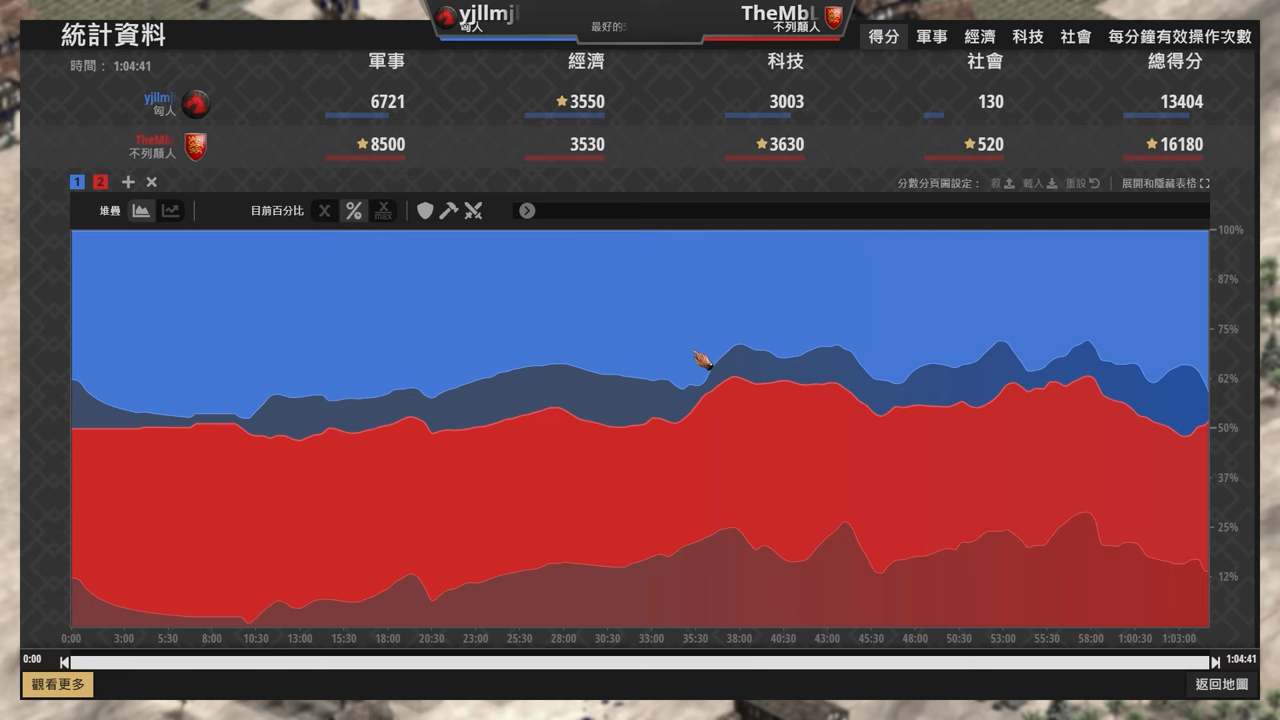 yjllmj
匈人
最好的
TheMbL
不列顛人
統計資料
得分 軍事 經濟 科技 社會 每分鐘有效操作次數
時間： 1:04:41
軍事 經濟 科技 社會 總得分
yjllmj
匈人
6721 3550 3003 130 13404
TheMb
不列顛人
8500 3530 3630 520 16180
1 2
分數分頁圖設定： 載入 重設 展開和隱藏表格
堆疊 目前百分比 X % X max
100%
87%
75%
62%
50%
37%
25%
12%
0:00 3:00 5:30 8:00 10:30 13:00 15:30 18:00 20:30 23:00 25:30 28:00 30:30 33:00 35:30 38:00 40:30 43:00 45:30 48:00 50:30 53:00 55:30 58:00 1:00:30 1:03:00
0:00 1:04:41
觀看更多 返回地圖